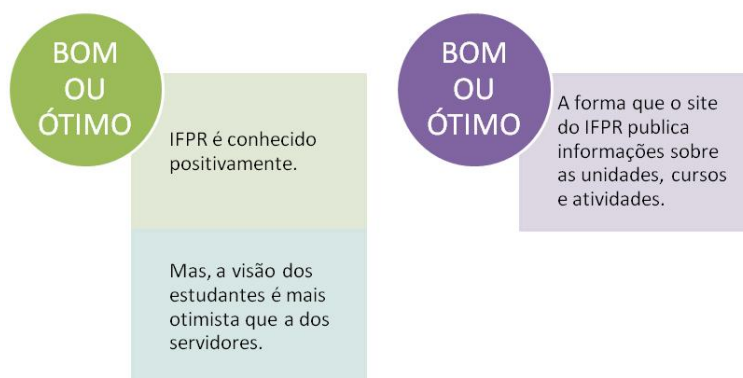 BOM
OU
ÓTIMO
IFPR é conhecido
positivamente.
Mas, a visão dos
estudantes é mais
otimista que a dos
servidores.
BOM
OU
ÓTIMO
A forma que o site
do IFPR publica
informações sobre
as unidades, cursos
e atividades.